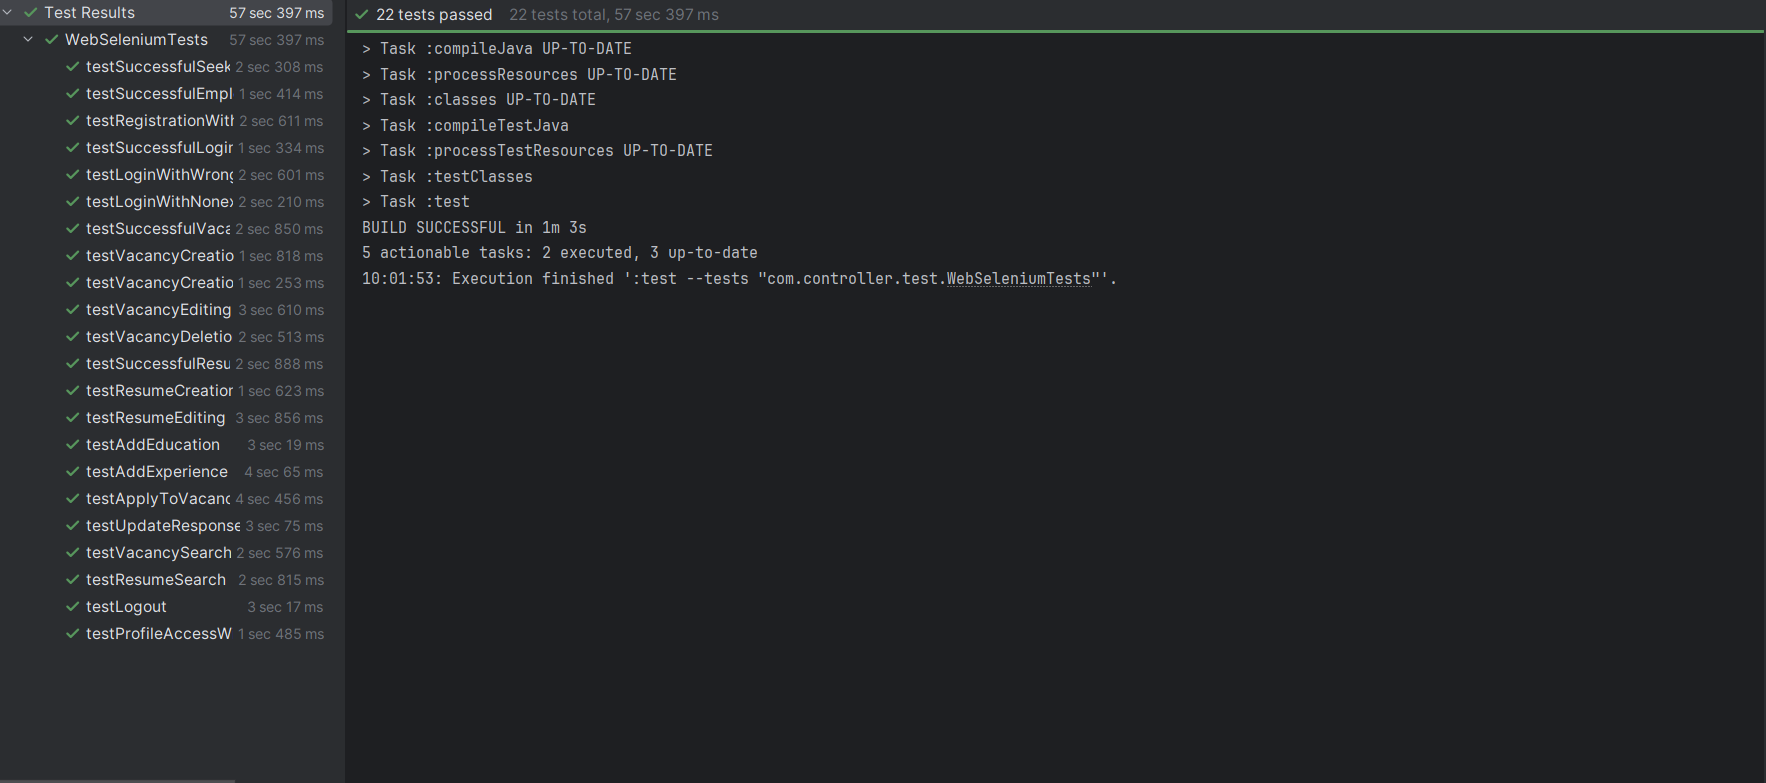 Test Results 57 sec 397 ms
WebSeleniumTests 57 sec 397 ms
testSuccessfulSeek 2 sec 308 ms
testSuccessfulEmpl 1 sec 414 ms
testRegistrationWith 2 sec 611 ms
testSuccessfulLogin 1 sec 334 ms
testLoginWithWrong 2 sec 601 ms
testLoginWithNonex 2 sec 210 ms
testSuccessfulVaca 2 sec 850 ms
testVacancyCreatio 1 sec 818 ms
testVacancyCreatio 1 sec 253 ms
testVacancyEditing 3 sec 610 ms
testVacancyDeletio 2 sec 513 ms
testSuccessfulResu 2 sec 888 ms
testResumeCreation 1 sec 623 ms
testResumeEditing 3 sec 856 ms
testAddEducation 3 sec 19 ms
testAddExperience 4 sec 65 ms
testApplyToVacanc 4 sec 456 ms
testUpdateResponse 3 sec 75 ms
testVacancySearch 2 sec 576 ms
testResumeSearch 2 sec 815 ms
testLogout 3 sec 17 ms
testProfileAccessW 1 sec 485 ms
22 tests passed 22 tests total, 57 sec 397 ms
> Task :compileJava UP-TO-DATE
> Task :processResources UP-TO-DATE
> Task :classes UP-TO-DATE
> Task :compileTestJava
> Task :processTestResources UP-TO-DATE
> Task :testClasses
> Task :test
BUILD SUCCESSFUL in 1m 3s
5 actionable tasks: 2 executed, 3 up-to-date
10:01:53: Execution finished ':test --tests "com.controller.test.WebSeleniumTests"'.